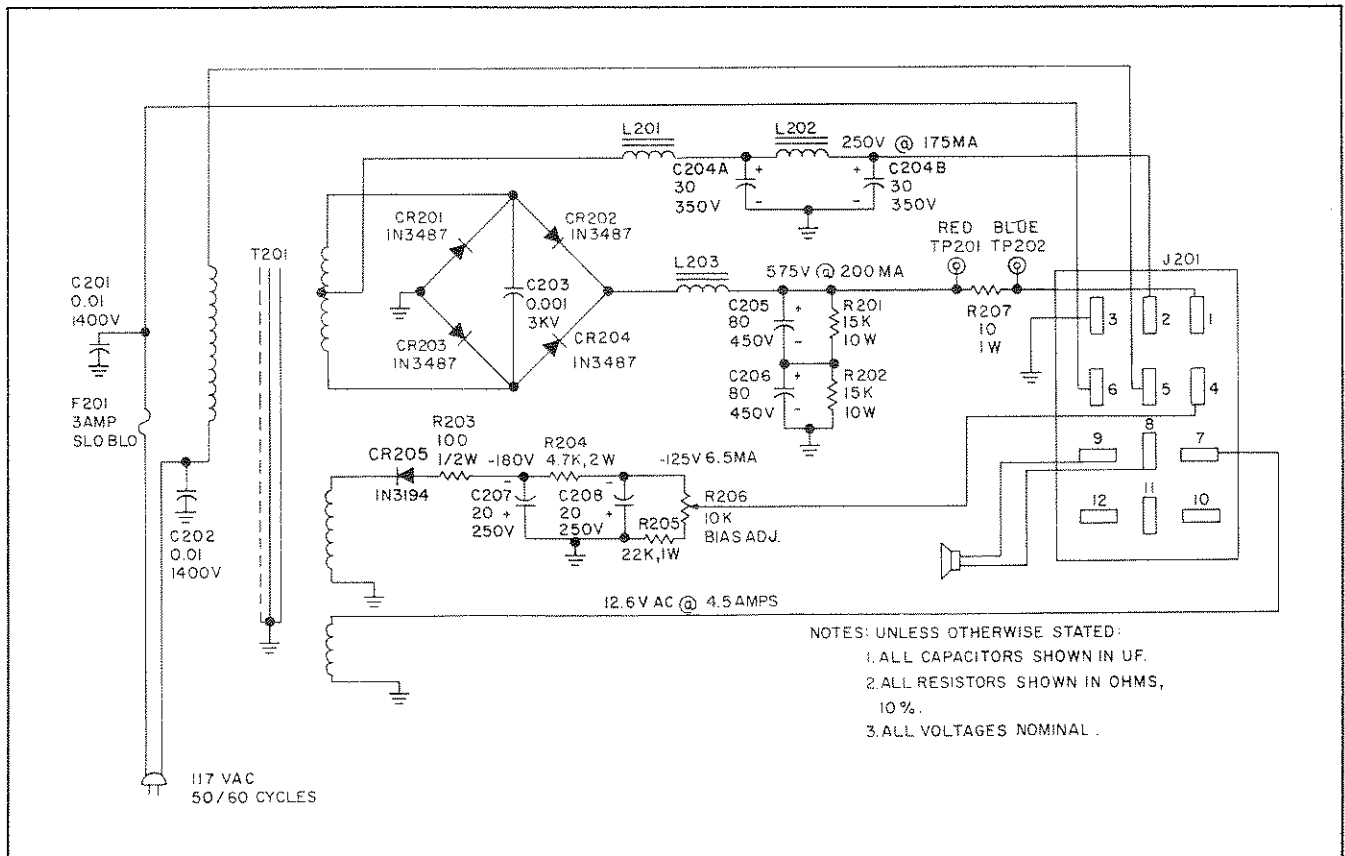 L201
L202
250V @ 175MA
C204A
30
350V
+
-
+
-
C204B
30
350V
CR201
1N3487
CR202
1N3487
RED
TP201
BLUE
TP202
T201
C201
0.01
1400V
L203
575V @ 200 MA
J201
C203
0.001
3KV
C205
80
450V
+
-
R201
15K
10W
R207
10
1W
3
2
1
CR203
1N3487
CR204
1N3487
C206
80
450V
+
-
R202
15K
10W
6
5
4
F201
3AMP
SLO BLO
R203
100
1/2W
-180V
R204
4.7K, 2W
-125V 6.5MA
CR205
1N3194
9
8
7
C207
20
250V
-
+
C208
20
250V
-
+
R205
22K, 1W
R206
10K
BIAS ADJ.
12
11
10
C202
0.01
1400V
12.6V AC @ 4.5 AMPS
NOTES: UNLESS OTHERWISE STATED:
1. ALL CAPACITORS SHOWN IN UF.
2. ALL RESISTORS SHOWN IN OHMS,
10%.
3. ALL VOLTAGES NOMINAL.
117 VAC
50/60 CYCLES